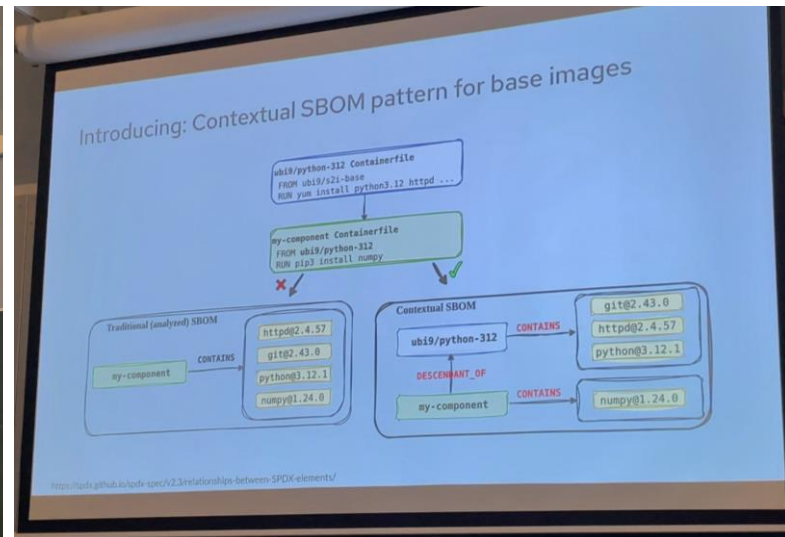 Introducing: Contextual SBOM pattern for base images
ubi9/python-312 Containerfile
FROM ubi9/s2i-base
RUN yum install python3.12 httpd ...
my-component Containerfile
FROM ubi9/python-312
RUN pip3 install numpy
Traditional (analyzed) SBOM
my-component
CONTAINS
httpd@2.4.57
git@2.43.0
python@3.12.1
numpy@1.24.0
Contextual SBOM
ubi9/python-312
CONTAINS
git@2.43.0
httpd@2.4.57
python@3.12.1
DESCENDANT_OF
my-component
CONTAINS
numpy@1.24.0
https://spdx.github.io/spdx-spec/v2.3/relationships-between-SPDX-elements/